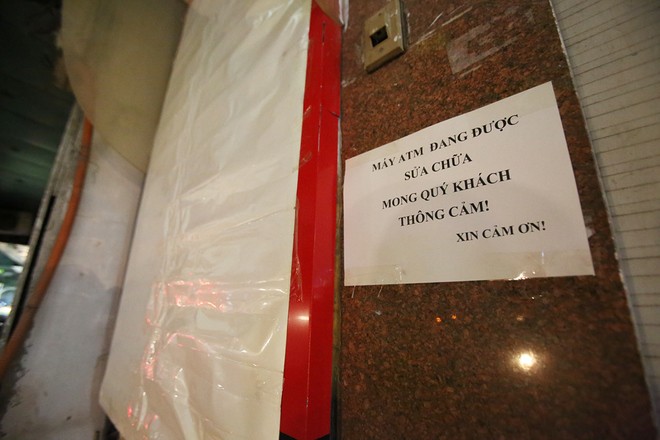 MÁY ATM ĐANG ĐƯỢC
SỬA CHỮA
MONG QUÝ KHÁCH
THÔNG CẢM!
XIN CẢM ƠN!